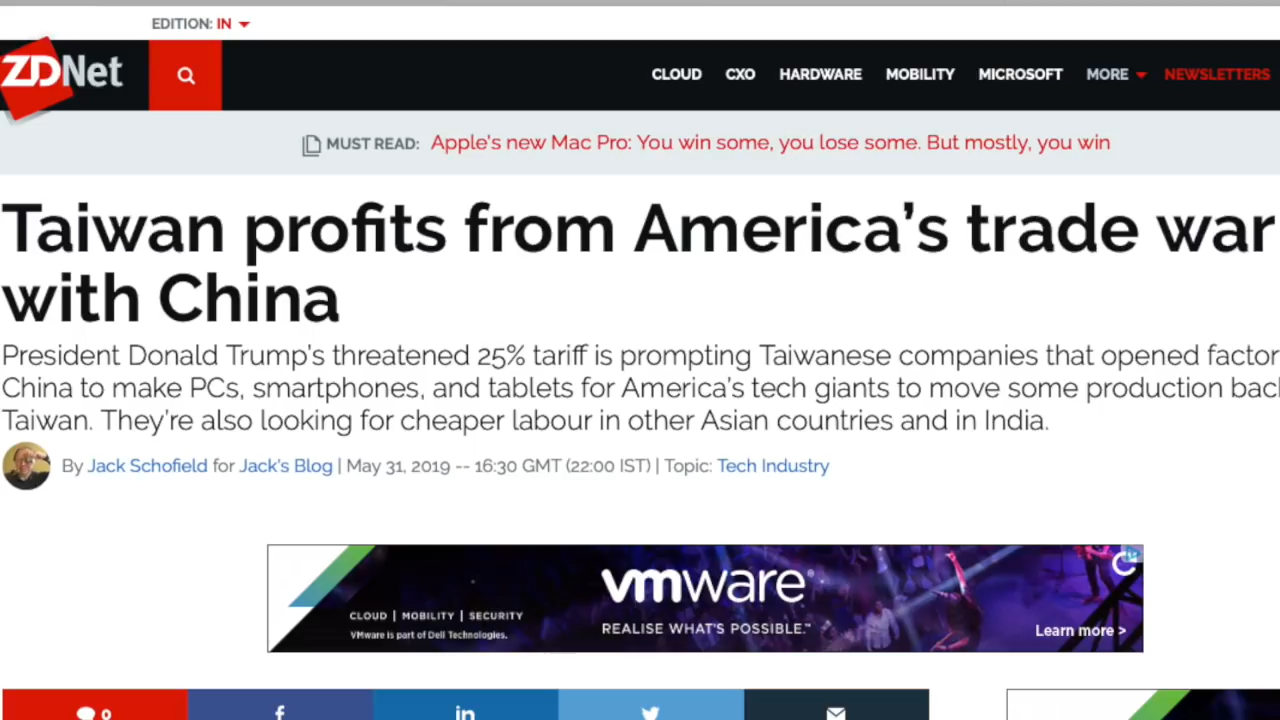 EDITION: IN
ZDNet
CLOUD CXO HARDWARE MOBILITY MICROSOFT MORE NEWSLETTERS
MUST READ: Apple's new Mac Pro: You win some, you lose some. But mostly, you win
Taiwan profits from America's trade war
with China
President Donald Trump's threatened 25% tariff is prompting Taiwanese companies that opened factor
China to make PCs, smartphones, and tablets for America's tech giants to move some production bac
Taiwan. They're also looking for cheaper labour in other Asian countries and in India.
By Jack Schofield for Jack's Blog | May 31, 2019 -- 16:30 GMT (22:00 IST) | Topic: Tech Industry
vmware®
CLOUD | MOBILITY | SECURITY
VMware is part of Dell Technologies.
REALISE WHAT'S POSSIBLE.™
Learn more >
0